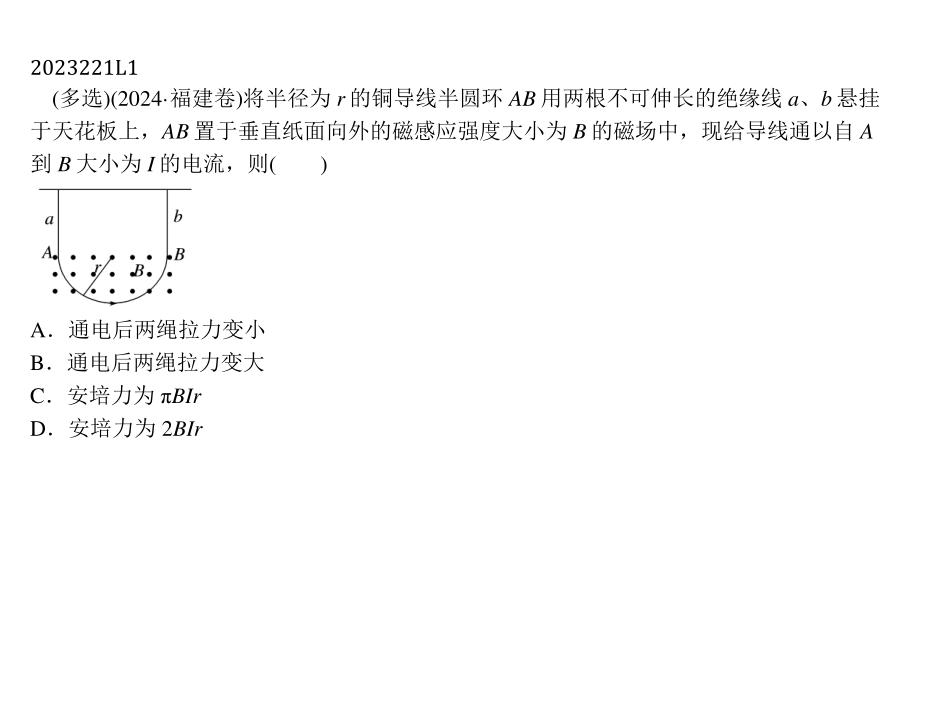 2023221L1
(多选)(2024·福建卷)将半径为 r 的铜导线半圆环 AB 用两根不可伸长的绝缘线 a、b 悬挂
于天花板上，AB 置于垂直纸面向外的磁感应强度大小为 B 的磁场中，现给导线通以自 A
到 B 大小为 I 的电流，则(　　)
a b
A B
r B
A．通电后两绳拉力变小
B．通电后两绳拉力变大
C．安培力为 πBIr
D．安培力为 2BIr